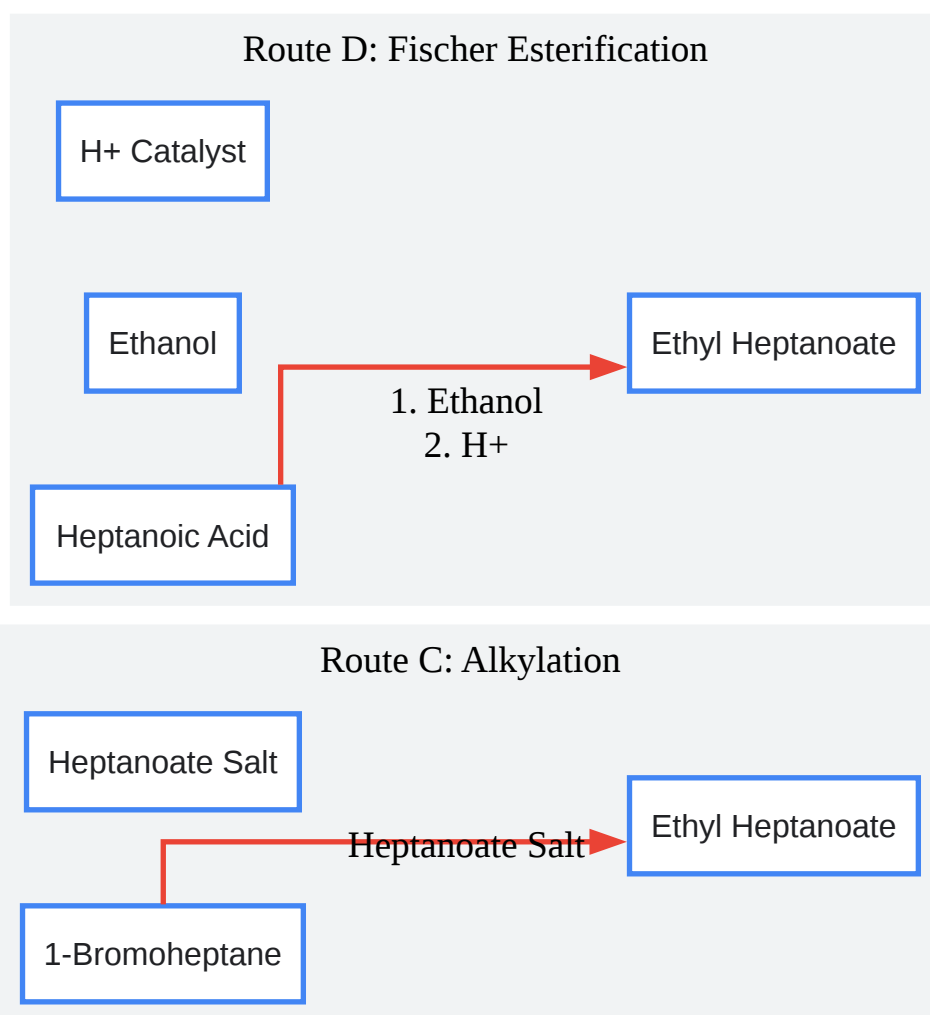 Route D: Fischer Esterification
H+ Catalyst
Ethanol
Ethyl Heptanoate
1. Ethanol
2. H+
Heptanoic Acid
Route C: Alkylation
Heptanoate Salt
Ethyl Heptanoate
Heptanoate Salt
1-Bromoheptane